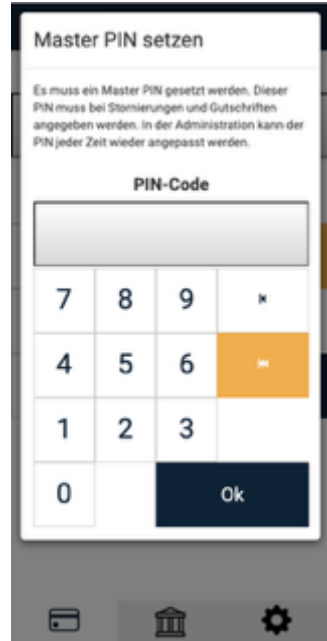 Master PIN setzen
Es muss ein Master PIN gesetzt werden. Dieser
PIN muss bei Stornierungen und Gutschriften
angegeben werden. In der Administration kann der
PIN jeder Zeit wieder angepasst werden.
PIN-Code
7 8 9
4 5 6
1 2 3
0 Ok